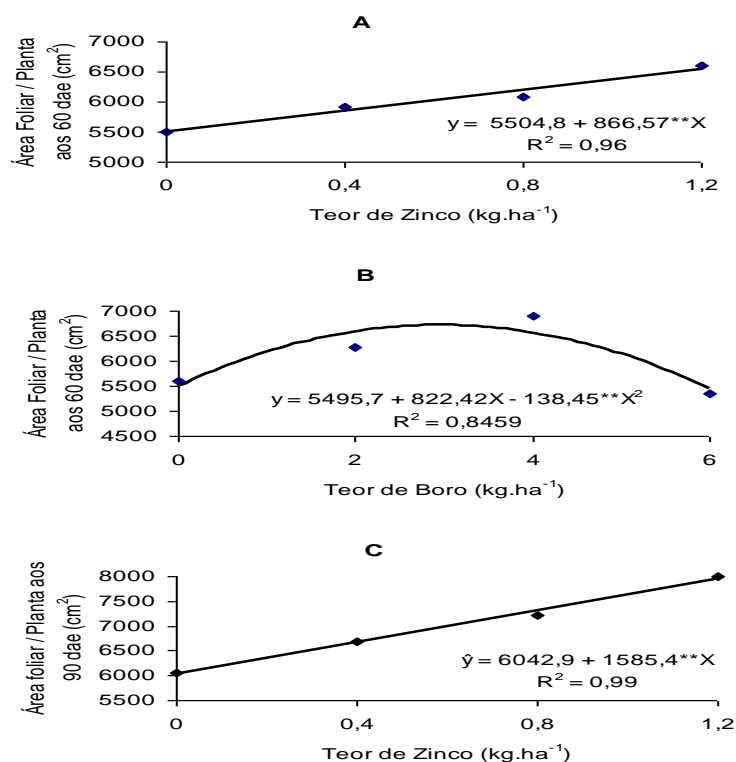 A
Área Foliar / Planta
aos 60 dae (cm²)
7000
6500
6000
5500
5000
y = 5504,8 + 866,57**X
R² = 0,96
0
0,4
0,8
1,2
Teor de Zinco (kg.ha⁻¹)
B
Área Foliar / Planta
aos 60 dae (cm²)
7000
6500
6000
5500
5000
4500
y = 5495,7 + 822,42X - 138,45**X²
R² = 0,8459
0
2
4
6
Teor de Boro (kg.ha⁻¹)
C
Área foliar / Planta aos
90 dae (cm²)
8000
7500
7000
6500
6000
5500
ŷ = 6042,9 + 1585,4**X
R² = 0,99
0
0,4
0,8
1,2
Teor de Zinco (kg.ha⁻¹)